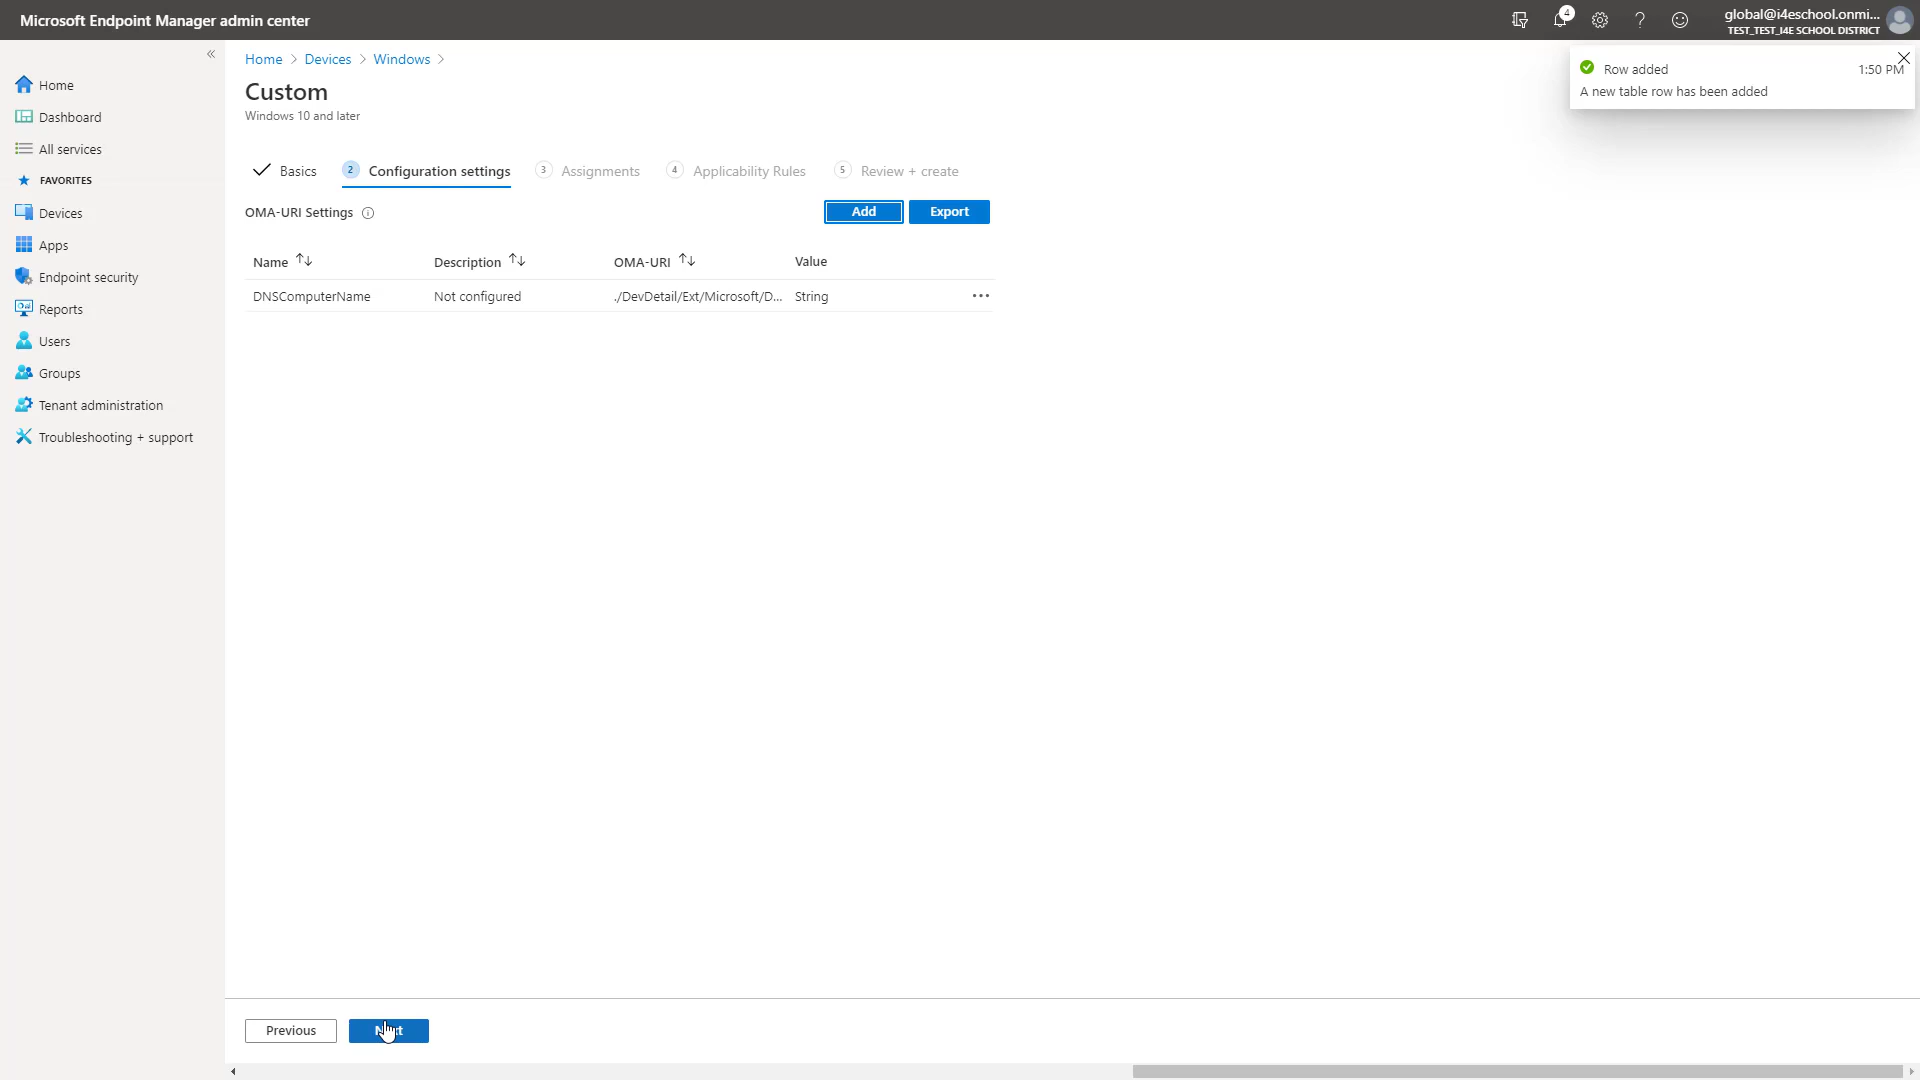 Microsoft Endpoint Manager admin center
4
global@i4eschool.onmi...
TEST_TEST_I4E SCHOOL DISTRICT
Home
Dashboard
All services
FAVORITES
Devices
Apps
Endpoint security
Reports
Users
Groups
Tenant administration
Troubleshooting + support
Home > Devices > Windows >
Custom
Windows 10 and later
Row added 1:50 PM
A new table row has been added
Basics 2 Configuration settings 3 Assignments 4 Applicability Rules 5 Review + create
OMA-URI Settings Add Export
Name Description OMA-URI Value
DNSComputerName Not configured ./DevDetail/Ext/Microsoft/D... String ...
Previous